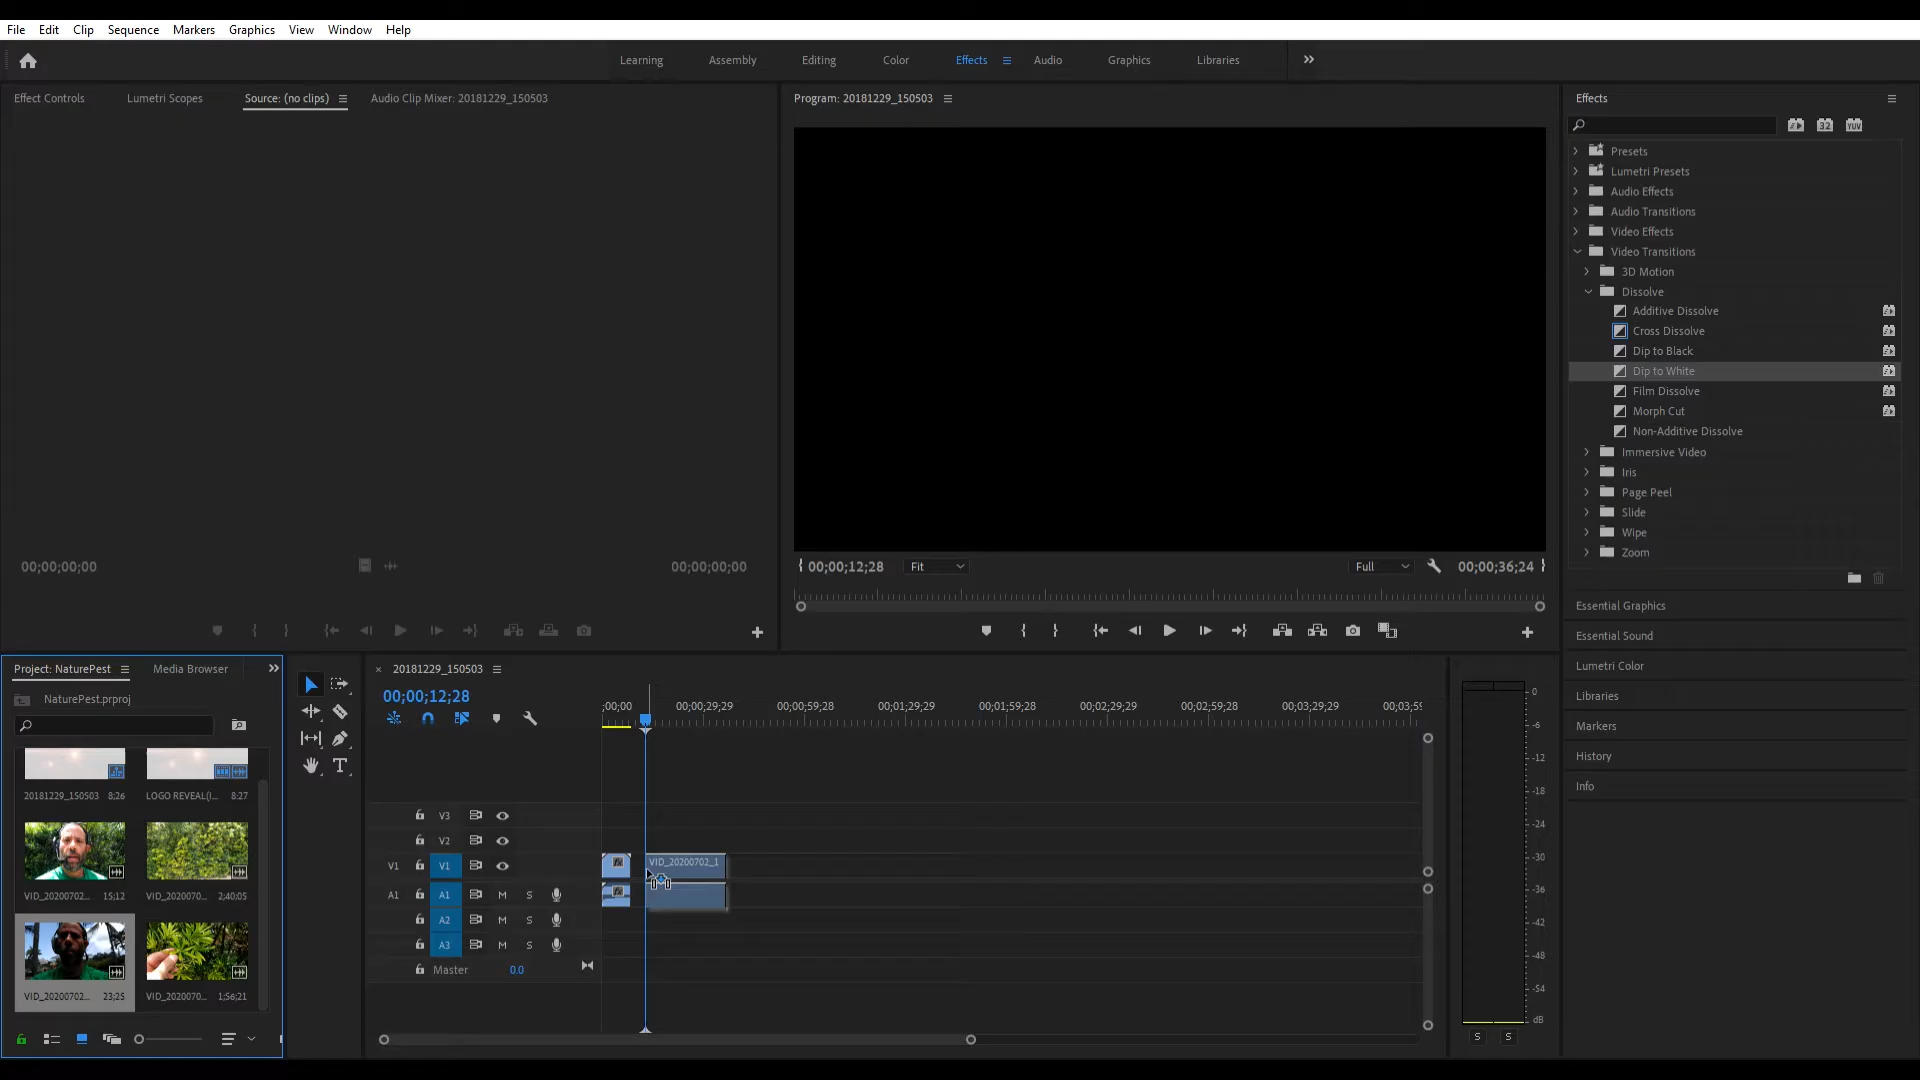 File Edit Clip Sequence Markers Graphics View Window Help
Learning Assembly Editing Color Effects Audio Graphics Libraries
Effect Controls Lumetri Scopes Source: (no clips) Audio Clip Mixer: 20181229_150503
Program: 20181229_150503
Effects
32 YUV
Presets
Lumetri Presets
Audio Effects
Audio Transitions
Video Effects
Video Transitions
3D Motion
Dissolve
Additive Dissolve
Cross Dissolve
Dip to Black
Dip to White
Film Dissolve
Morph Cut
Non-Additive Dissolve
Immersive Video
Iris
Page Peel
Slide
Wipe
Zoom
00;00;00;00 00;00;00;00
00;00;12;28 Fit Full 00;00;36;24
Essential Graphics
Essential Sound
Lumetri Color
Libraries
Markers
History
Info
Project: NaturePest Media Browser
NaturePest.prproj
20181229_150503 8;26 LOGO REVEAL(I... 8:27
VID_20200702... 15;12 VID_202070... 2;40;05
VID_20200702... 23;25 VID_202070... 1;56;21
20181229_150503
00;00;12;28
;00;00 00;00;29;29 00;00;59;28 00;01;29;29 00;01;59;28 00;02;29;29 00;02;59;28 00;03;29;29 00;03;59
V3
V2
V1 V1 VID_20200702_1
A1 A1 M S
A2 M S
A3 M S
Master 0.0
0
-6
-12
-18
-24
-30
-36
-42
-48
-54
dB
S S